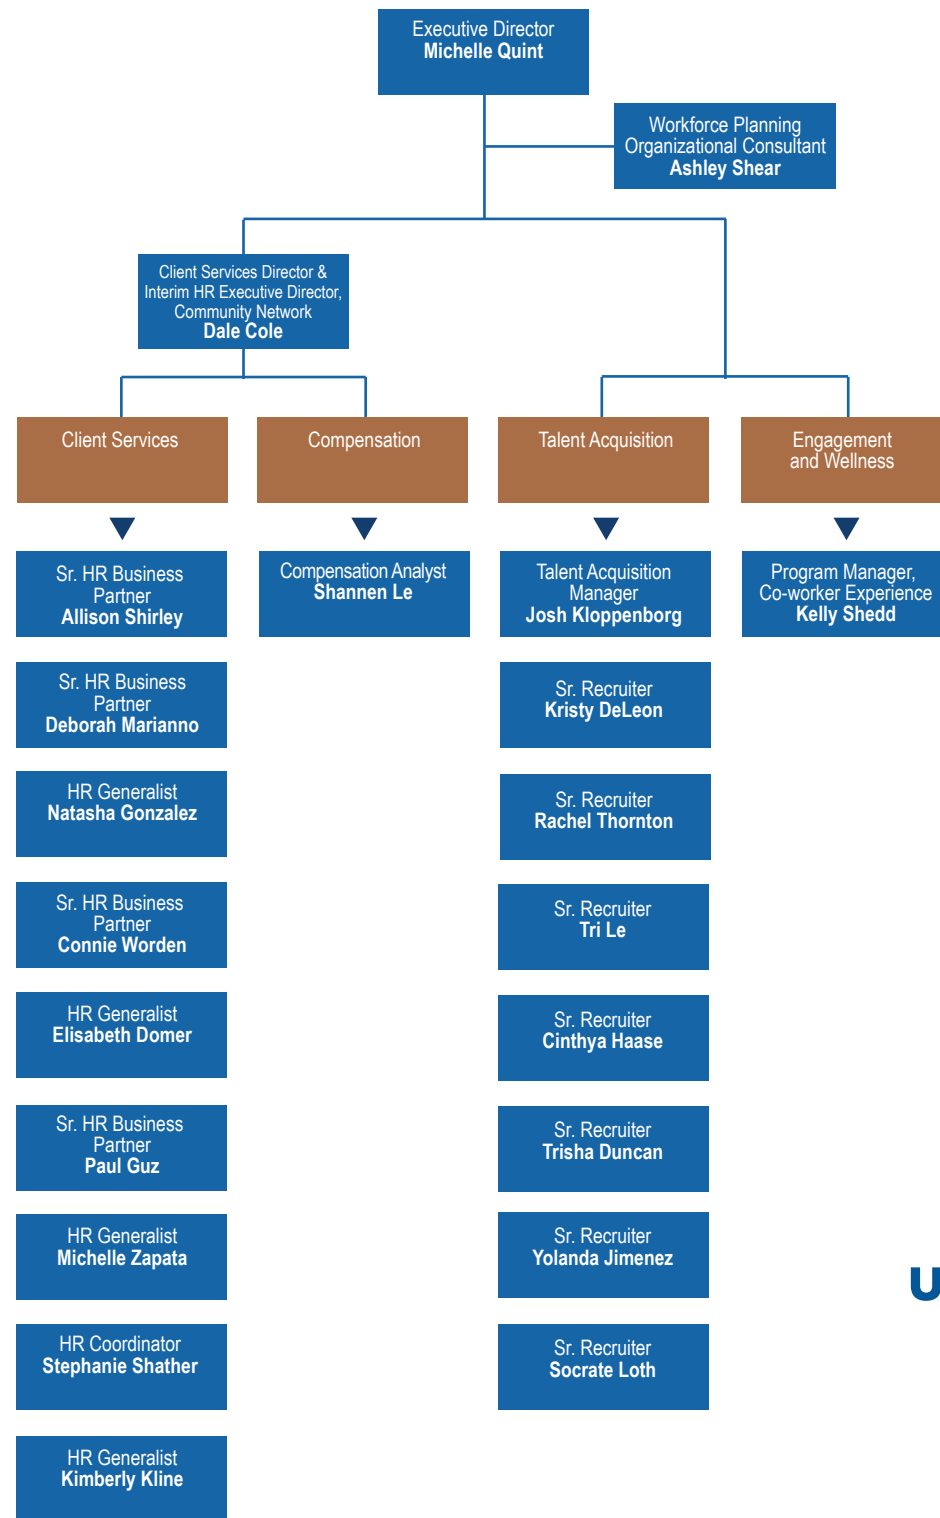 Executive Director
Michelle Quint
Workforce Planning
Organizational Consultant
Ashley Shear
Client Services Director &
Interim HR Executive Director,
Community Network
Dale Cole
Client Services
Compensation
Talent Acquisition
Engagement
and Wellness
Sr. HR Business
Partner
Allison Shirley
Sr. HR Business
Partner
Deborah Marianno
HR Generalist
Natasha Gonzalez
Sr. HR Business
Partner
Connie Worden
HR Generalist
Elisabeth Domer
Sr. HR Business
Partner
Paul Guz
HR Generalist
Michelle Zapata
HR Coordinator
Stephanie Shather
HR Generalist
Kimberly Kline
Compensation Analyst
Shannen Le
Talent Acquisition
Manager
Josh Kloppenborg
Sr. Recruiter
Kristy DeLeon
Sr. Recruiter
Rachel Thornton
Sr. Recruiter
Tri Le
Sr. Recruiter
Cinthya Haase
Sr. Recruiter
Trisha Duncan
Sr. Recruiter
Yolanda Jimenez
Sr. Recruiter
Socrate Loth
Program Manager,
Co-worker Experience
Kelly Shedd
U